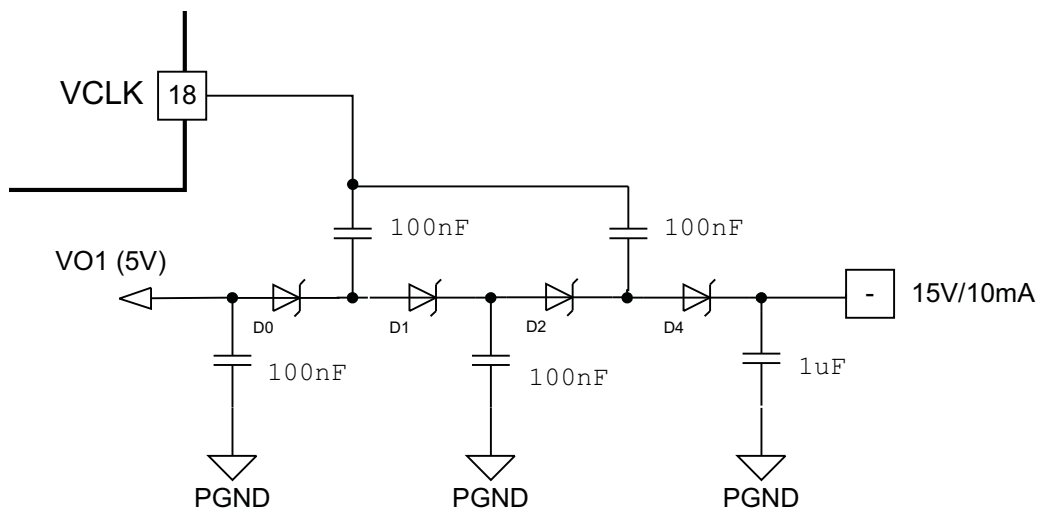 VCLK 18
100nF 100nF
VO1 (5V)
- 15V/10mA
D0 D1 D2 D4
100nF 100nF 1uF
PGND PGND PGND